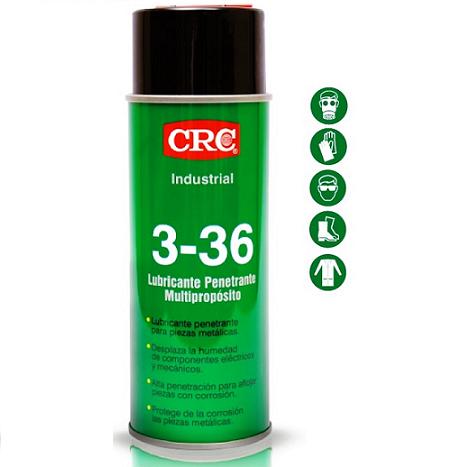 CRC®
Industrial
3-36
Lubricante Penetrante
Multipropósito
Lubricante penetrante
para piezas metálicas.
Desplaza la humedad
de componentes eléctricos
y mecánicos.
Alta penetración para aflojar
piezas con corrosión.
Protege de la corrosión
las piezas metálicas.